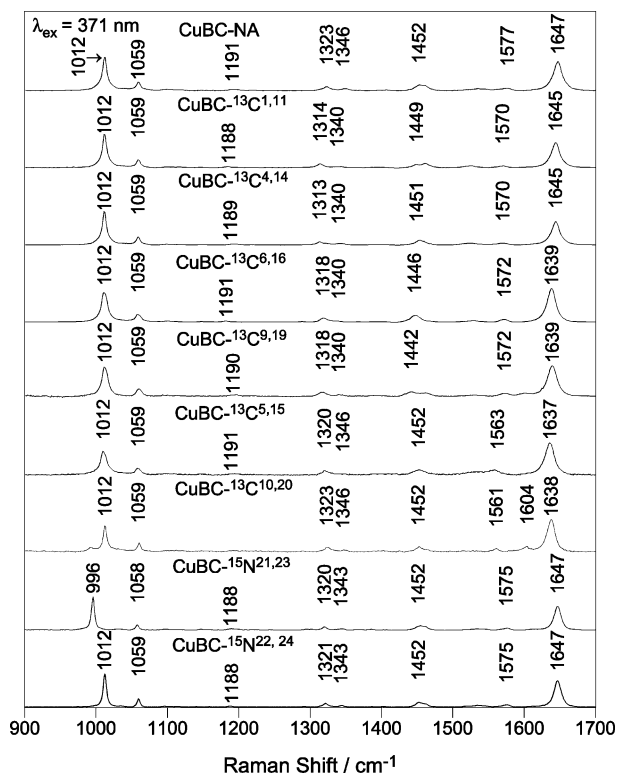 λex = 371 nm CuBC-NA
1012 → 1059 1191 1323 1346 1452 1577 1647
CuBC-¹³C¹,¹¹
1012 1059 1188 1314 1340 1449 1570 1645
CuBC-¹³C⁴,¹⁴
1012 1059 1189 1313 1340 1451 1570 1645
CuBC-¹³C⁶,¹⁶
1012 1059 1191 1318 1340 1446 1572 1639
CuBC-¹³C⁹,¹⁹
1012 1059 1190 1318 1340 1442 1572 1639
CuBC-¹³C⁵,¹⁵
1012 1059 1191 1320 1346 1452 1563 1637
CuBC-¹³C¹⁰,²⁰
1012 1059 1323 1346 1452 1561 1604 1638
CuBC-¹⁵N²¹,²³
996 1058 1188 1320 1343 1452 1575 1647
CuBC-¹⁵N²², ²⁴
1012 1059 1188 1321 1343 1452 1575 1647
900 1000 1100 1200 1300 1400 1500 1600 1700
Raman Shift / cm⁻¹